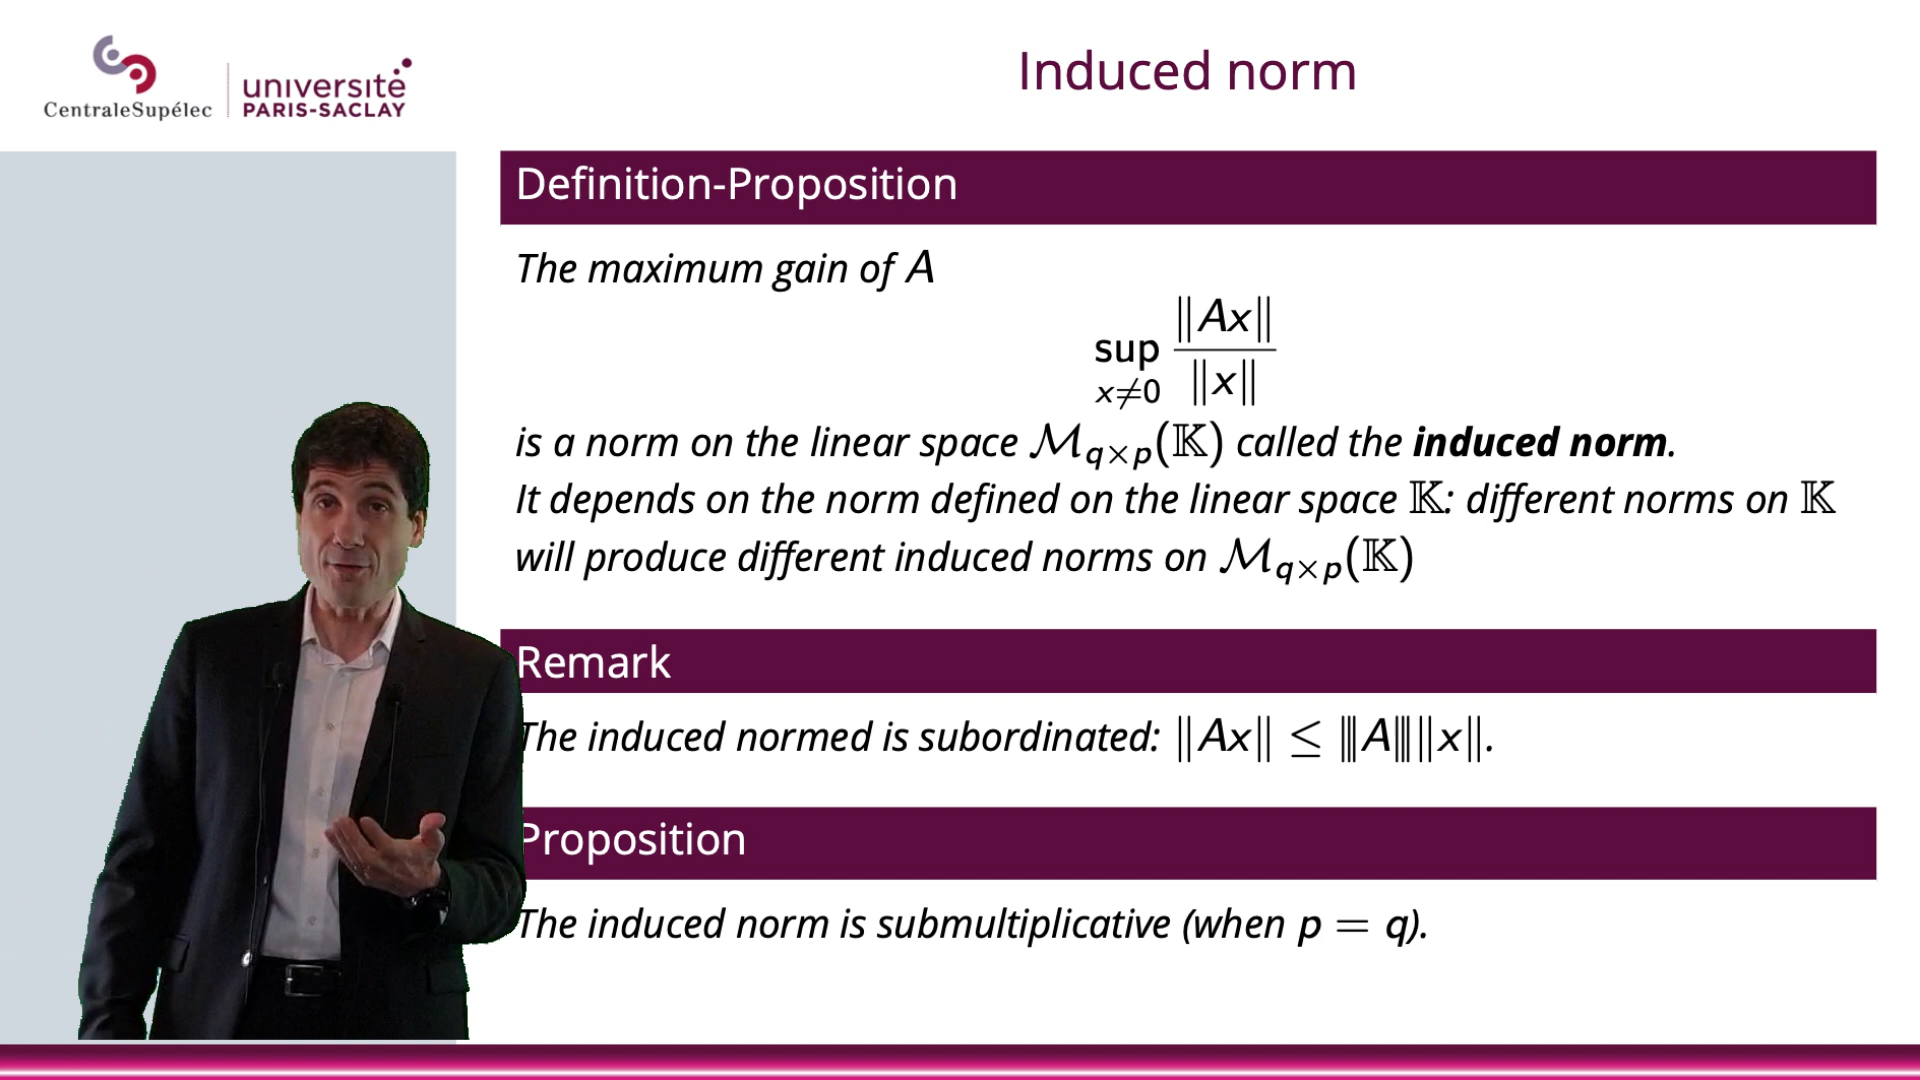 CentraleSupélec
université
PARIS-SACLAY
Induced norm
Definition-Proposition
The maximum gain of A
sup_{x≠0} ‖Ax‖ / ‖x‖
is a norm on the linear space ℳ_{q×p}(𝕂) called the induced norm.
It depends on the norm defined on the linear space 𝕂: different norms on 𝕂
will produce different induced norms on ℳ_{q×p}(𝕂)
Remark
The induced normed is subordinated: ‖Ax‖ ≤ ⦀A⦀‖x‖.
Proposition
The induced norm is submultiplicative (when p = q).